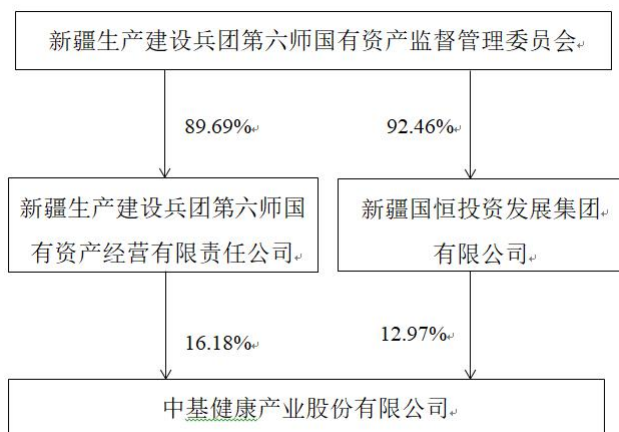 新疆生产建设兵团第六师国有资产监督管理委员会
89.69%
92.46%
新疆生产建设兵团第六师国
有资产经营有限责任公司
新疆国恒投资发展集团
有限公司
16.18%
12.97%
中基健康产业股份有限公司